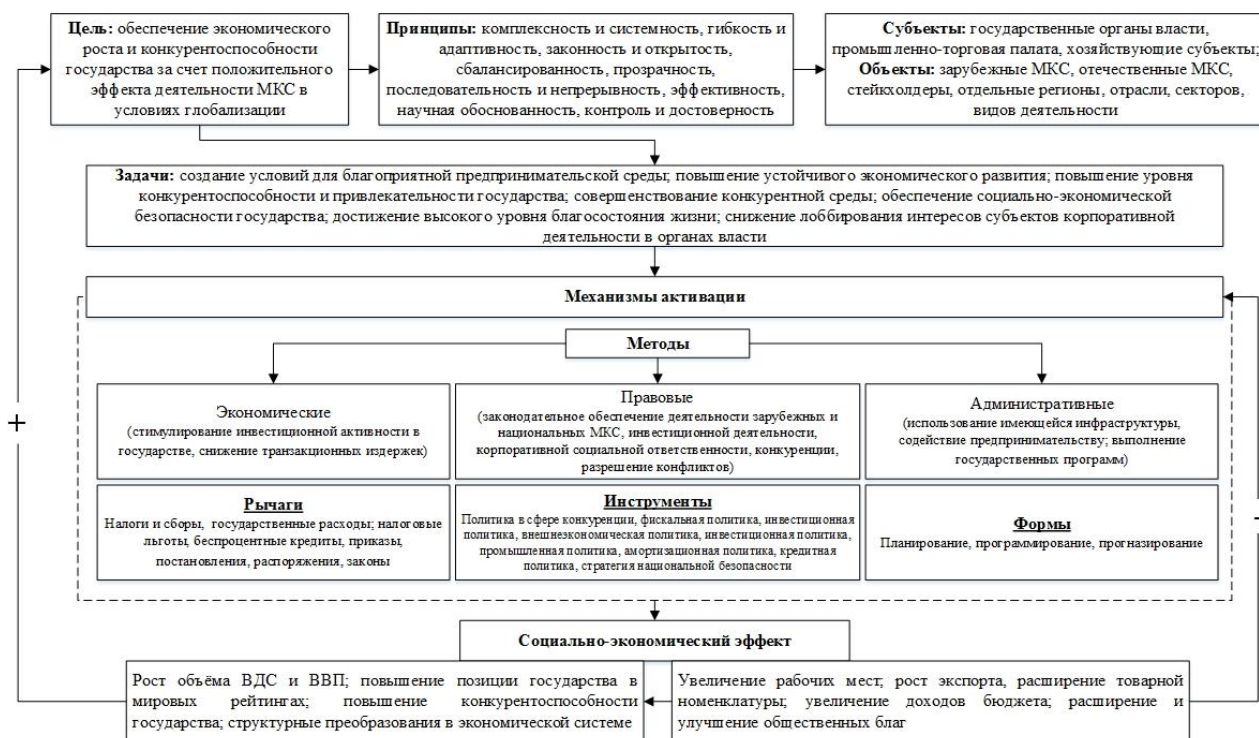 Цель: обеспечение экономического
роста и конкурентоспособности
государства за счет положительного
эффекта деятельности МКС в
условиях глобализации
Принципы: комплексность и системность, гибкость и
адаптивность, законность и открытость,
сбалансированность, прозрачность,
последовательность и непрерывность, эффективность,
научная обоснованность, контроль и достоверность
Субъекты: государственные органы власти,
промышленно-торговая палата, хозяйствующие субъекты;
Объекты: зарубежные МКС, отечественные МКС,
стейкхолдеры, отдельные регионы, отрасли, секторов,
видов деятельности
Задачи: создание условий для благоприятной предпринимательской среды; повышение устойчивого экономического развития; повышение уровня
конкурентоспособности и привлекательности государства; совершенствование конкурентной среды; обеспечение социально-экономической
безопасности государства; достижение высокого уровня благосостояния жизни; снижение лоббирования интересов субъектов корпоративной
деятельности в органах власти
Механизмы активации
Методы
Экономические
(стимулирование инвестиционной активности в
государстве, снижение транзакционных издержек)
Правовые
(законодательное обеспечение деятельности зарубежных и
национальных МКС, инвестиционной деятельности,
корпоративной социальной ответственности, конкуренции,
разрешение конфликтов)
Административные
(использование имеющейся инфраструктуры,
содействие предпринимательству; выполнение
государственных программ)
Рычаги
Налоги и сборы, государственные расходы; налоговые
льготы, беспроцентные кредиты, приказы,
постановления, распоряжения, законы
Инструменты
Политика в сфере конкуренции, фискальная политика, инвестиционная
политика, внешнеэкономическая политика, инвестиционная политика,
промышленная политика, амортизационная политика, кредитная
политика, стратегия национальной безопасности
Формы
Планирование, программирование, прогназирование
+
+
Социально-экономический эффект
Рост объёма ВДС и ВВП; повышение позиции государства в
мировых рейтингах; повышение конкурентоспособности
государства; структурные преобразования в экономической системе
Увеличение рабочих мест; рост экспорта, расширение товарной
номенклатуры; увеличение доходов бюджета; расширение и
улучшение общественных благ